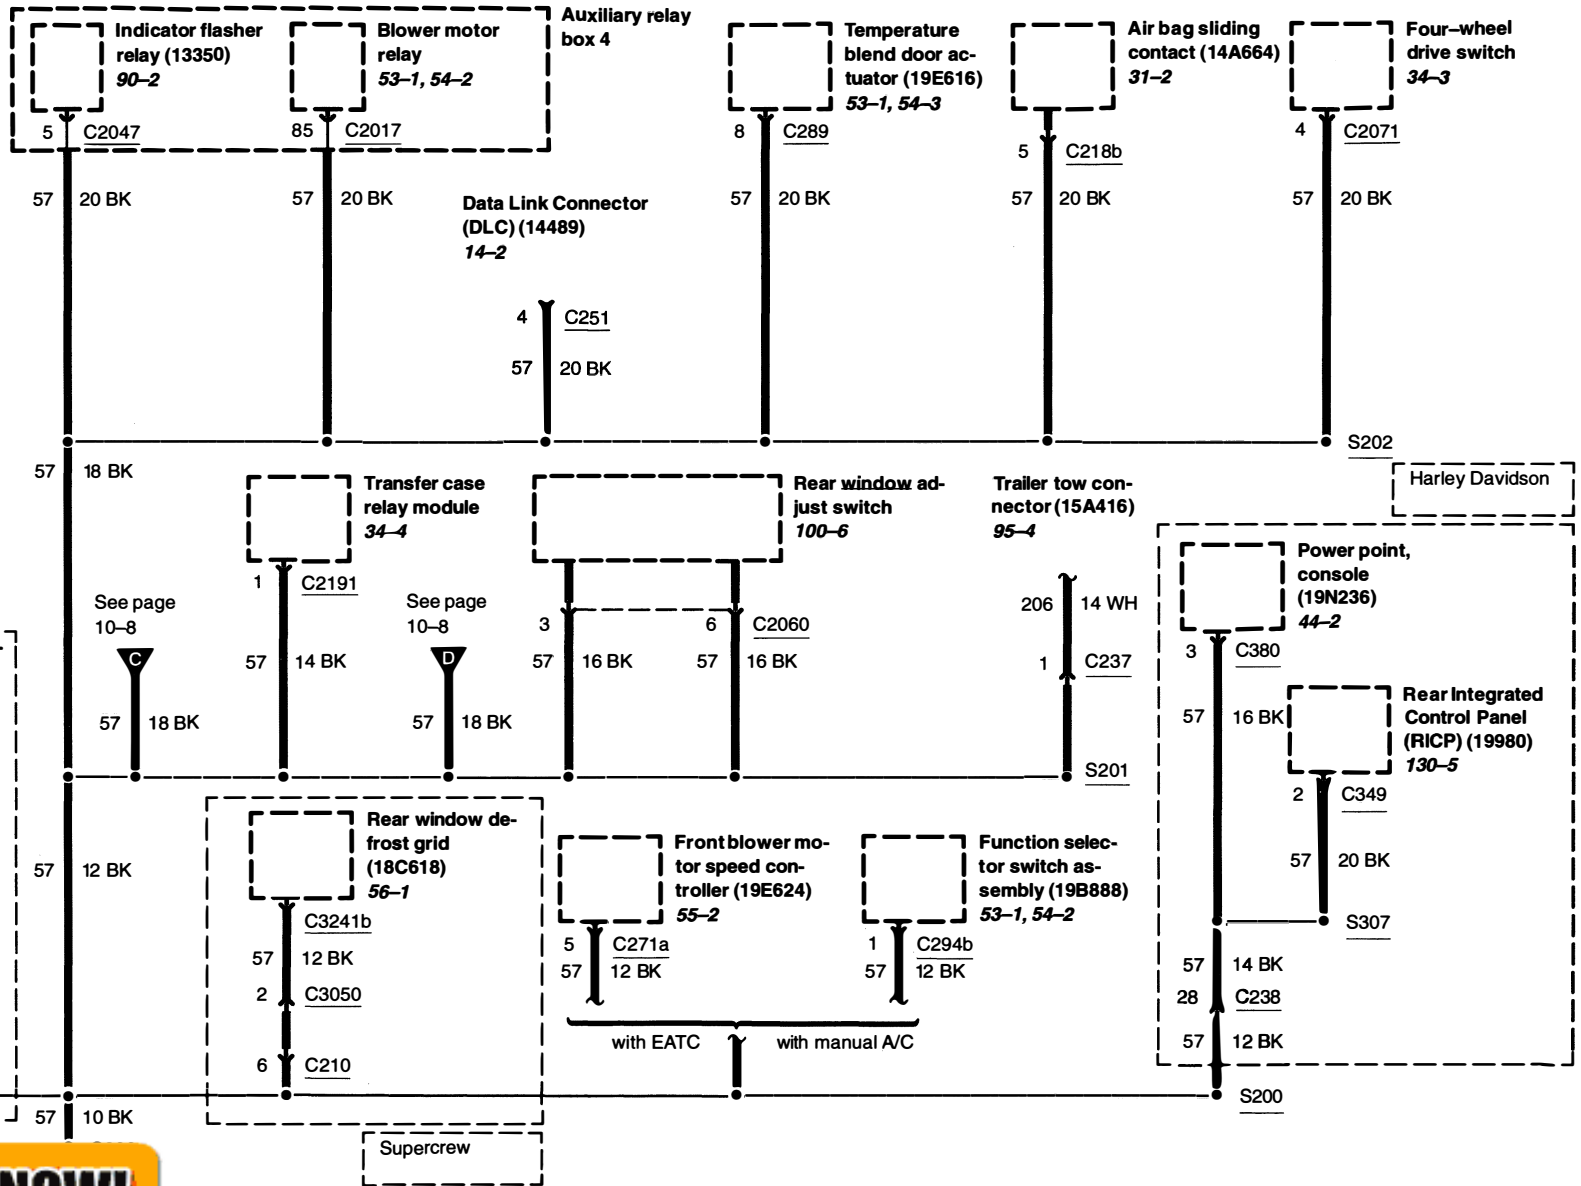 Indicator flasher
relay (13350)
90–2
Blower motor
relay
53–1, 54–2
Auxiliary relay
box 4
Temperature
blend door ac-
tuator (19E616)
53–1, 54–3
Air bag sliding
contact (14A664)
31–2
Four–wheel
drive switch
34–3
5 C2047
85 C2017
8 C289
5 C218b
4 C2071
57 20 BK
57 20 BK
57 20 BK
57 20 BK
57 20 BK
Data Link Connector
(DLC) (14489)
14–2
4 C251
57 20 BK
S202
57 18 BK
Transfer case
relay module
34–4
Rear window ad-
just switch
100–6
Trailer tow con-
nector (15A416)
95–4
Harley Davidson
Power point,
console
(19N236)
44–2
1 C2191
See page
10–8
C
See page
10–8
D
3
6 C2060
206 14 WH
1 C237
3 C380
57 14 BK
57 16 BK
57 16 BK
57 18 BK
57 18 BK
57 16 BK
Rear Integrated
Control Panel
(RICP) (19980)
130–5
S201
2 C349
57 20 BK
57 12 BK
Rear window de-
frost grid
(18C618)
56–1
Front blower mo-
tor speed con-
troller (19E624)
55–2
Function selec-
tor switch as-
sembly (19B888)
53–1, 54–2
C3241b
57 12 BK
2 C3050
6 C210
5 C271a
57 12 BK
1 C294b
57 12 BK
S307
57 14 BK
28 C238
57 12 BK
with EATC
with manual A/C
S200
57 10 BK
Supercrew
NOW!